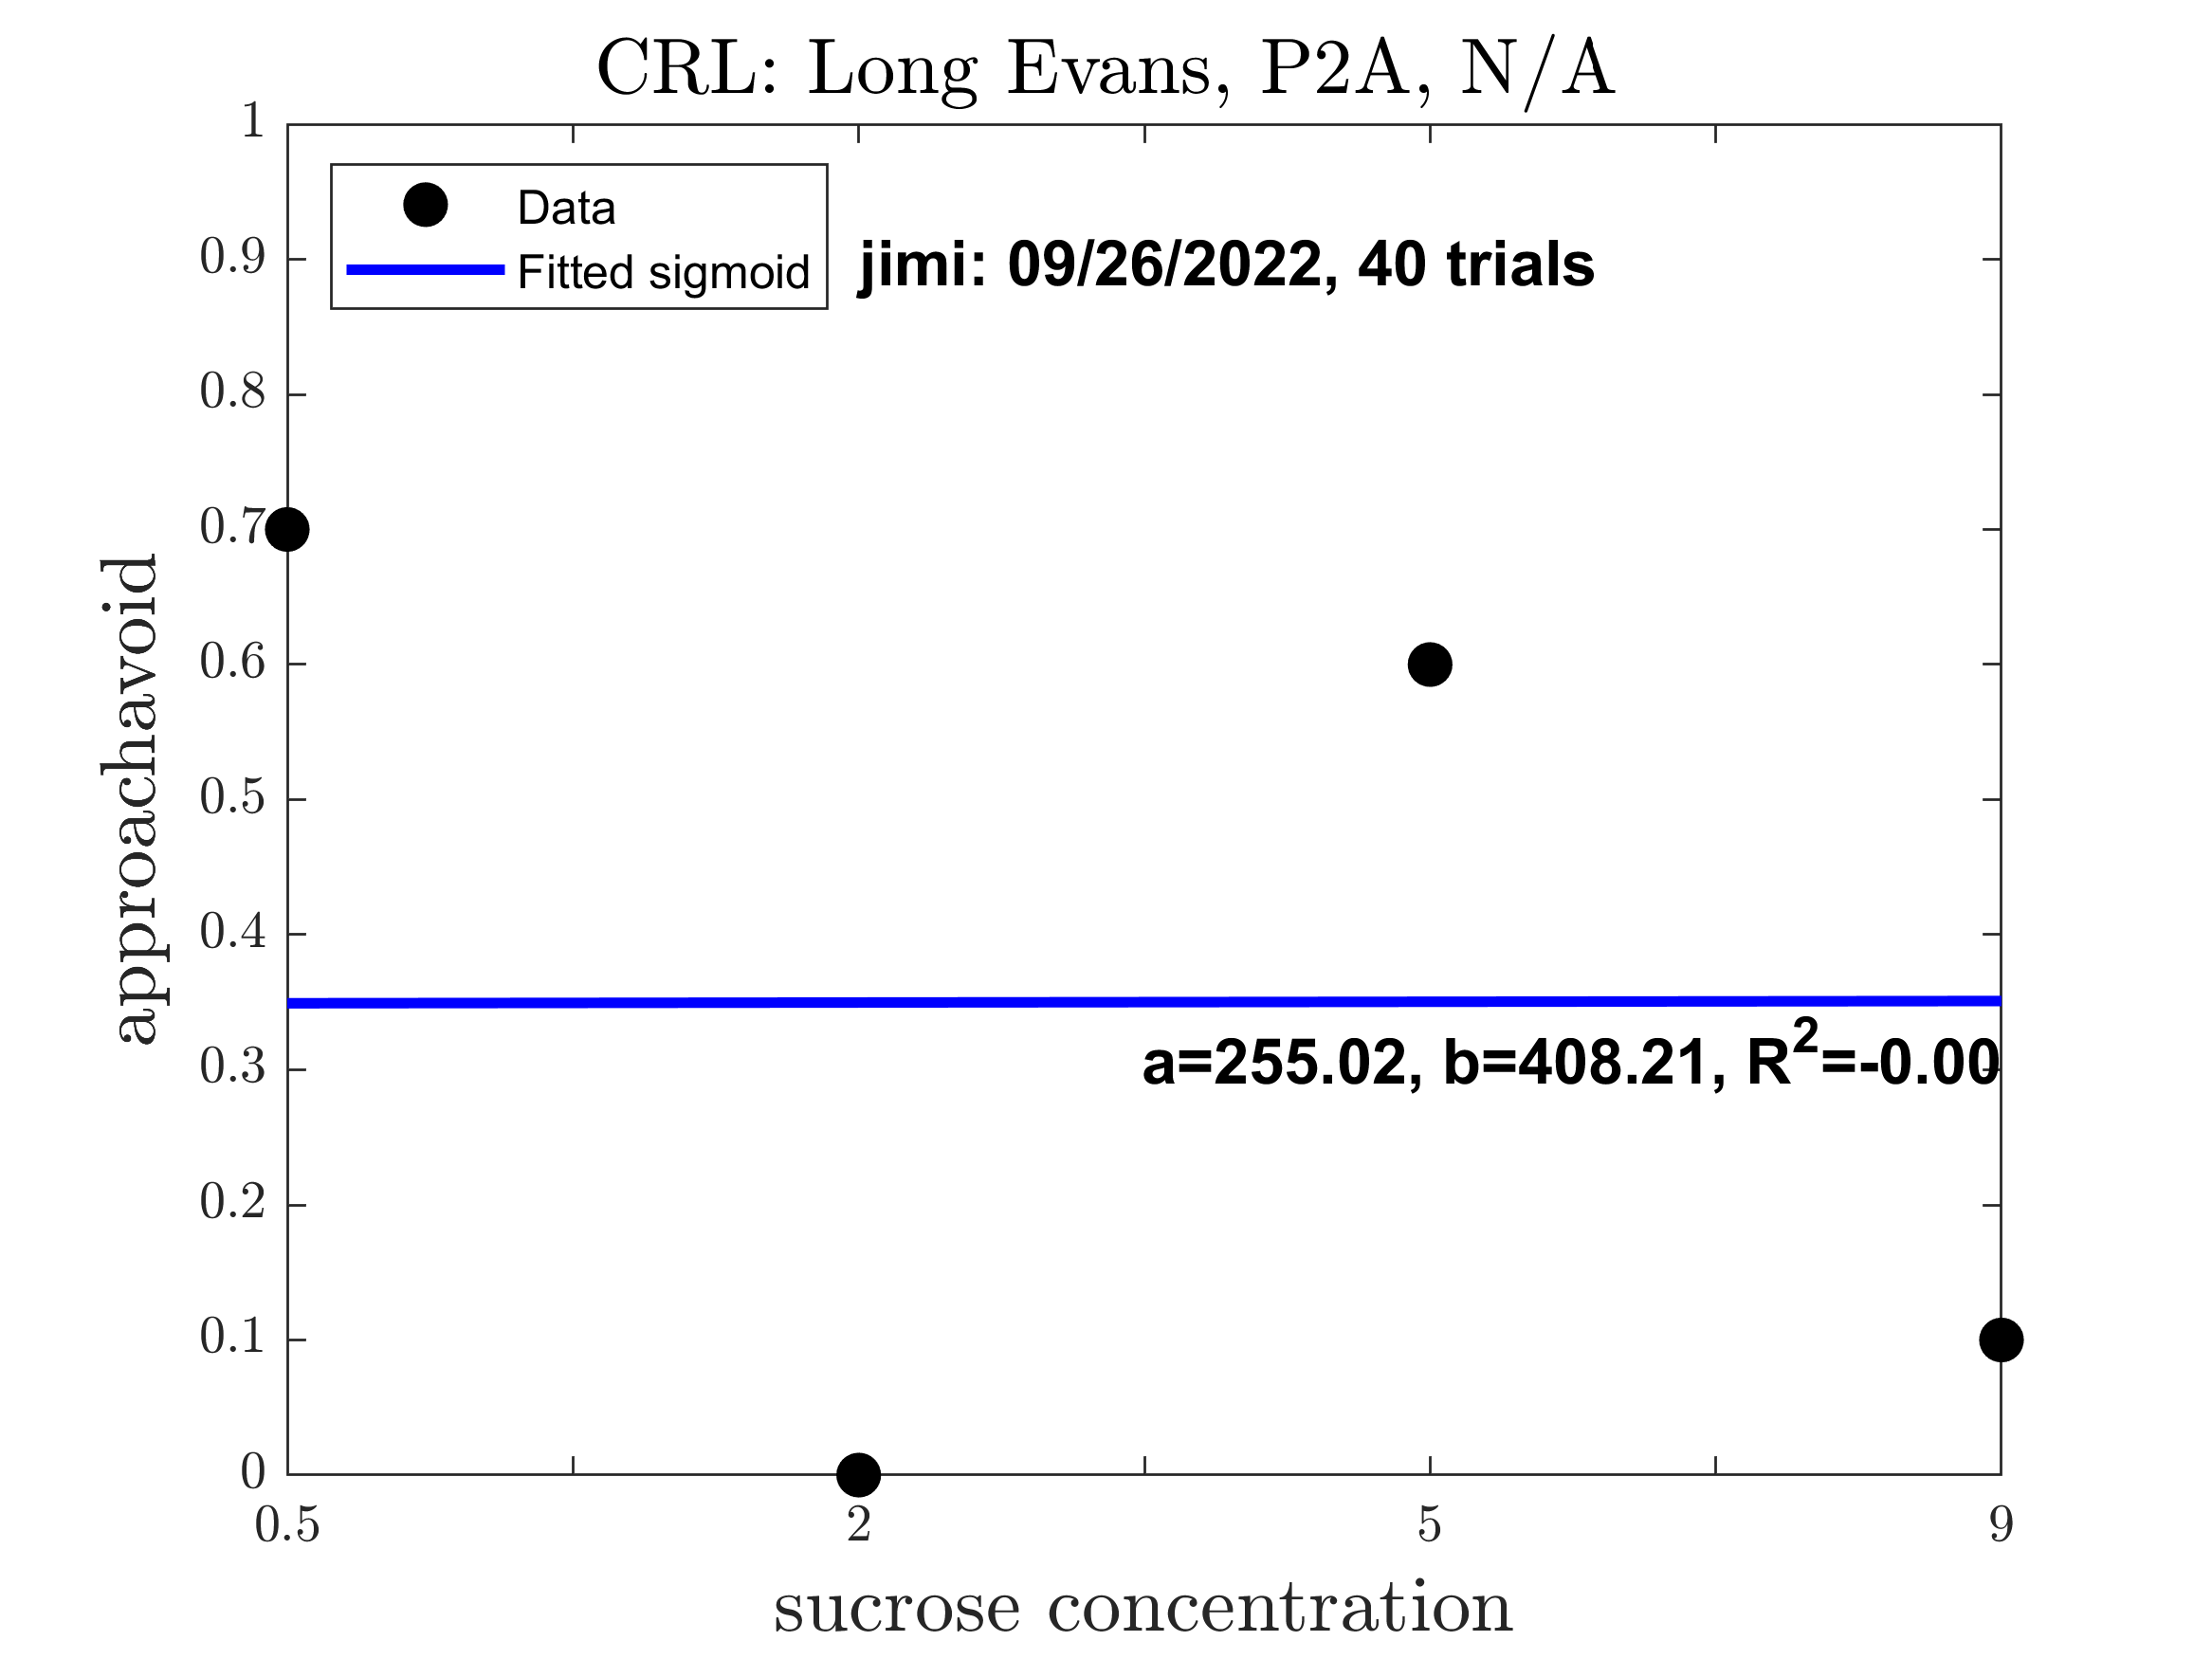 CRL: Long Evans, P2A, N/A
1
Data
Fitted sigmoid
jimi: 09/26/2022, 40 trials
0.9
0.8
0.7
0.6
0.5
0.4
0.3
0.2
0.1
0
approachavoid
a=255.02, b=408.21, R²=-0.00
0.5 2 5 9
sucrose concentration